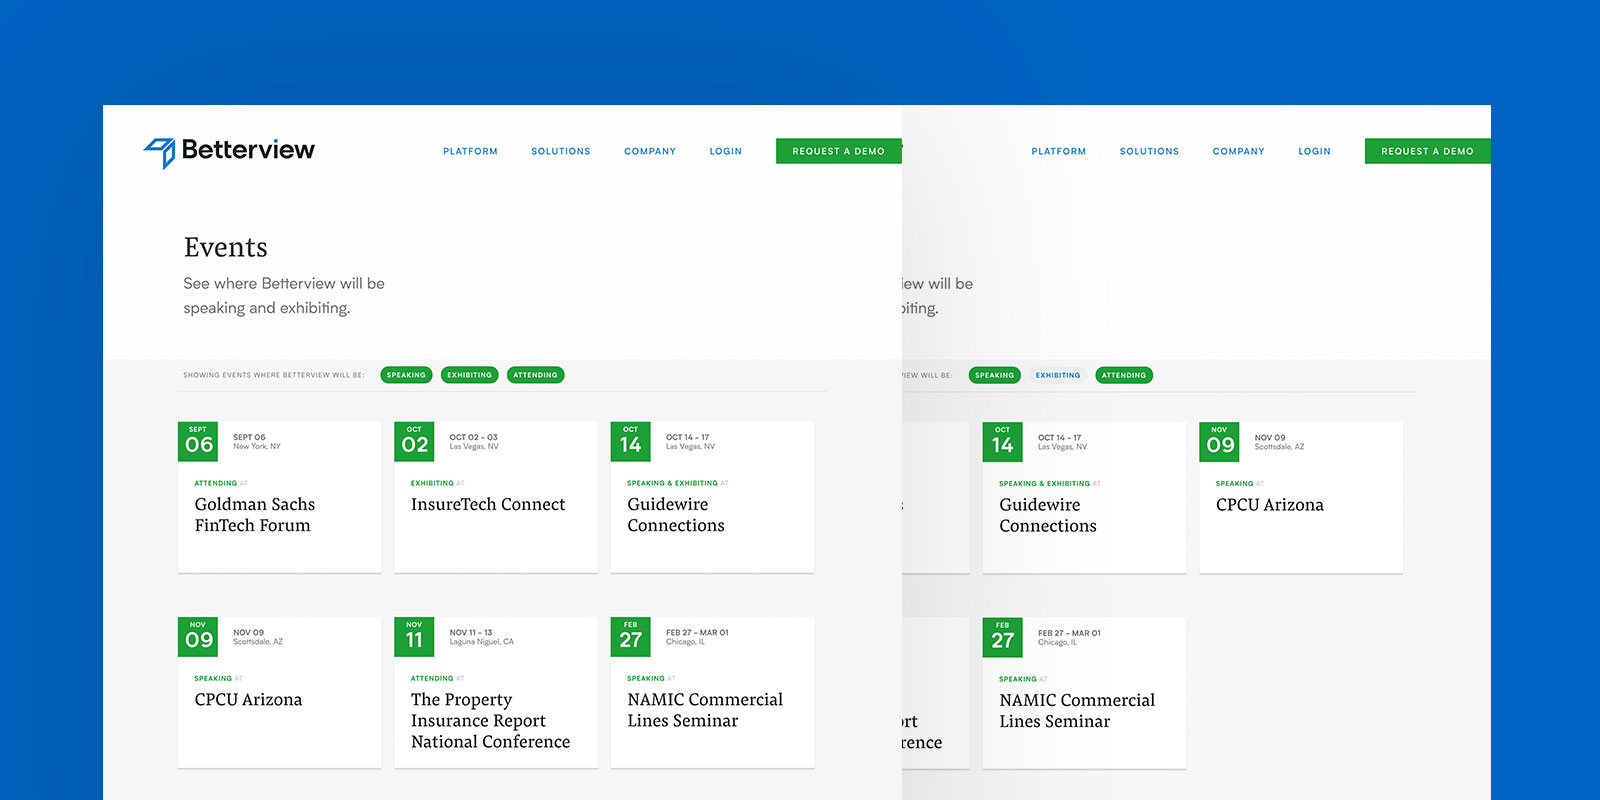 Betterview
PLATFORM SOLUTIONS COMPANY LOGIN REQUEST A DEMO
Events
See where Betterview will be
speaking and exhibiting.
SHOWING EVENTS WHERE BETTERVIEW WILL BE: SPEAKING EXHIBITING ATTENDING
SEPT
06
SEPT 06
New York, NY
ATTENDING AT
Goldman Sachs
FinTech Forum
OCT
02
OCT 02 - 03
Las Vegas, NV
EXHIBITING AT
InsureTech Connect
OCT
14
OCT 14 - 17
Las Vegas, NV
SPEAKING & EXHIBITING AT
Guidewire
Connections
NOV
09
NOV 09
Scottsdale, AZ
SPEAKING AT
CPCU Arizona
NOV
11
NOV 11 - 13
Laguna Niguel, CA
ATTENDING AT
The Property
Insurance Report
National Conference
FEB
27
FEB 27 - MAR 01
Chicago, IL
SPEAKING AT
NAMIC Commercial
Lines Seminar
PLATFORM SOLUTIONS COMPANY LOGIN REQUEST A DEMO
iew will be
biting.
VIEW WILL BE: SPEAKING EXHIBITING ATTENDING
s
OCT
14
OCT 14 - 17
Las Vegas, NV
SPEAKING & EXHIBITING AT
Guidewire
Connections
NOV
09
NOV 09
Scottsdale, AZ
SPEAKING AT
CPCU Arizona
ort
rence
FEB
27
FEB 27 - MAR 01
Chicago, IL
SPEAKING AT
NAMIC Commercial
Lines Seminar